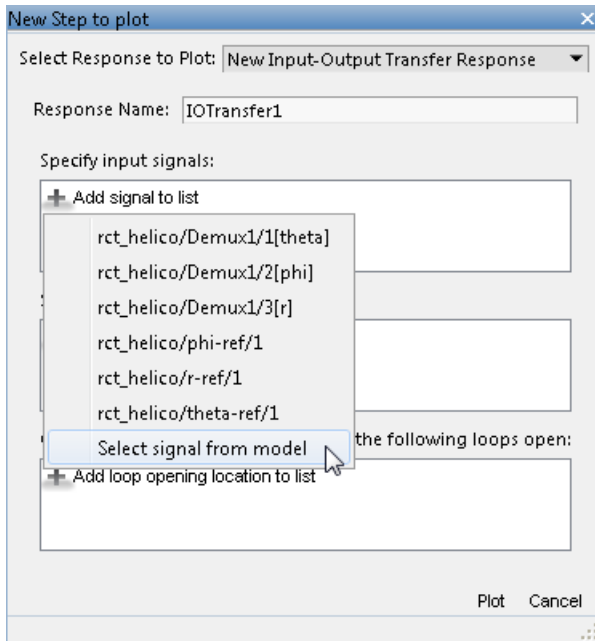 New Step to plot
Select Response to Plot: New Input-Output Transfer Response
Response Name: IOTransfer1
Specify input signals:
Add signal to list
rct_helico/Demux1/1[theta]
rct_helico/Demux1/2[phi]
rct_helico/Demux1/3[r]
rct_helico/phi-ref/1
rct_helico/r-ref/1
rct_helico/theta-ref/1
Select signal from model
the following loops open:
Add loop opening location to list
Plot Cancel